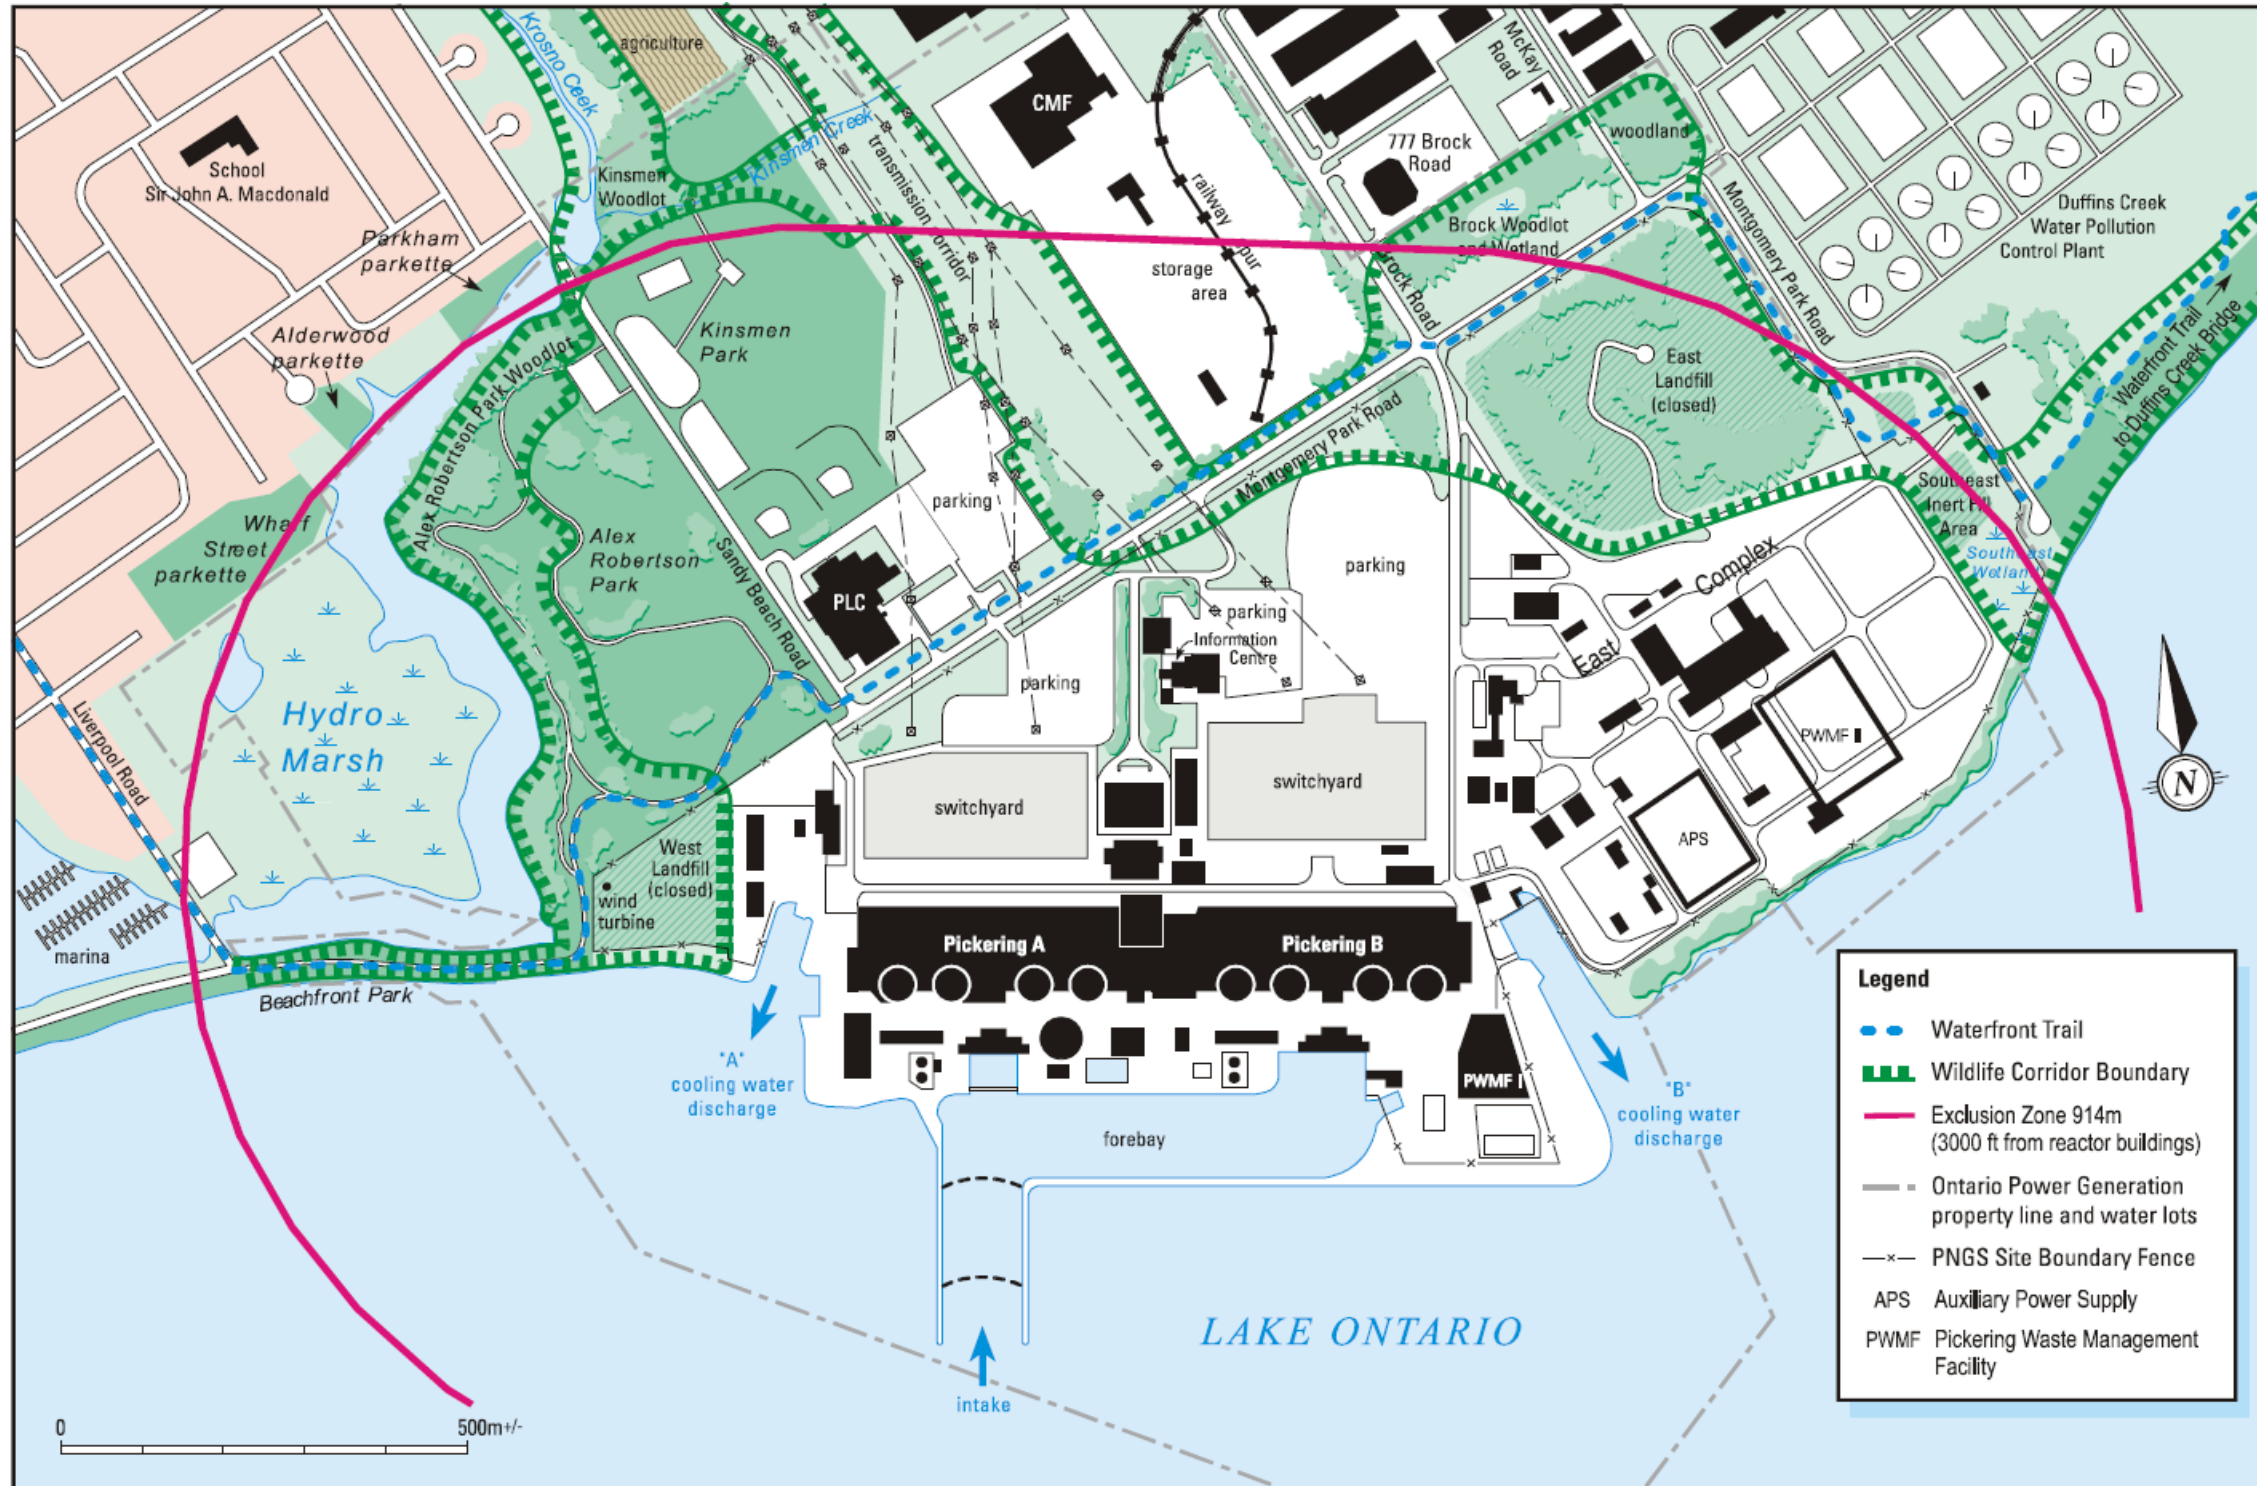 Krosno Ceek
agriculture
School
Sir John A. Macdonald
Kinsmen
Woodlot
Kinsmen Creek
transmission corridor
CMF
railway spur
storage
area
McKay
Road
777 Brock
Road
woodland
Brock Woodlot
and Wetland
Brock Road
Montgomery Park Road
Duffins Creek
Water Pollution
Control Plant
Waterfront Trail
to Duffins Creek Bridge
Parkham
parkette
Alderwood
parkette
Wharf
Street
parkette
Alex Robertson Park Woodlot
Kinsmen
Park
Alex
Robertson
Park
Sandy Beach Road
PLC
parking
Montgomery Park Road
East
Landfill
(closed)
Southeast
Inert Fill
Area
Southeast
Wetland
parking
parking
Information
Centre
parking
East Complex
PWMF II
APS
Hydro
Marsh
Liverpool Road
marina
Beachfront Park
West
Landfill
(closed)
wind
turbine
switchyard
switchyard
Pickering A
Pickering B
"A"
cooling water
discharge
PWMF I
"B"
cooling water
discharge
forebay
intake
LAKE ONTARIO
N
0
500m+/-
Legend
Waterfront Trail
Wildlife Corridor Boundary
Exclusion Zone 914m
(3000 ft from reactor buildings)
Ontario Power Generation
property line and water lots
PNGS Site Boundary Fence
APS Auxiliary Power Supply
PWMF Pickering Waste Management
Facility